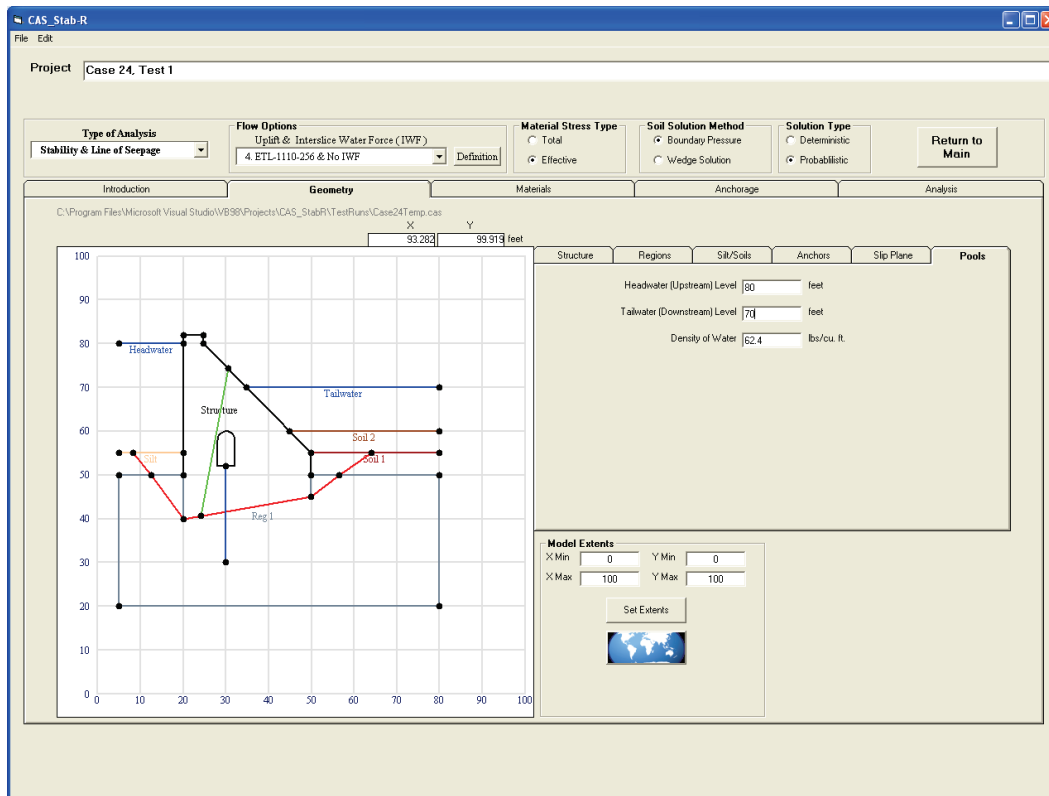 CAS_Stab-R
File Edit
Project Case 24, Test 1
Type of Analysis
Stability & Line of Seepage
Flow Options
Uplift & Interslice Water Force ( IWF )
4. ETL-1110-256 & No IWF
Definition
Material Stress Type
Total
Effective
Soil Solution Method
Boundary Pressure
Wedge Solution
Solution Type
Deterministic
Probablilistic
Return to
Main
Introduction Geometry Materials Anchorage Analysis
C:\Program Files\Microsoft Visual Studio\VB98\Projects\CAS_StabR\TestRuns\Case24Temp.cas
X Y
93.282 99.919 feet
Structure Regions Silt/Soils Anchors Slip Plane Pools
Headwater (Upstream) Level 80 feet
Tailwater (Downstream) Level 70 feet
Density of Water 62.4 lbs/cu. ft.
100
90
80
Headwater
70
Tailwater
Structure
60
Soil 2
Silt
Soil 1
50
40
Reg 1
30
20
10
0
0 10 20 30 40 50 60 70 80 90 100
Model Extents
X Min 0 Y Min 0
X Max 100 Y Max 100
Set Extents